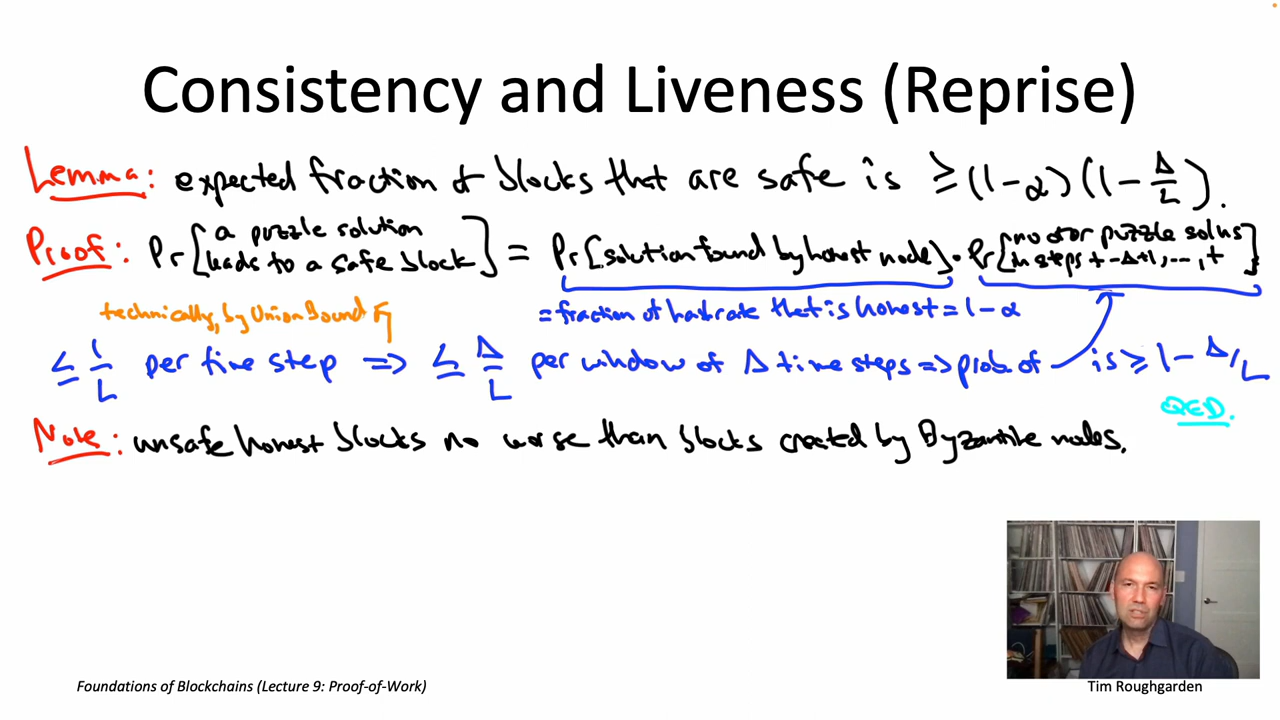 Consistency and Liveness (Reprise)
Lemma: expected fraction of blocks that are safe is ≥ (1-α)(1-Δ/L).
Proof: Pr[a puzzle solution leads to a safe block] = Pr[solution found by honest node] · Pr[no other puzzle solns in steps t-Δ+1, ..., t]
technically, by Union Bound
= fraction of hashrate that is honest = 1-α
≤ 1/L per time step ⇒ ≤ Δ/L per window of Δ time steps ⇒ prob of is ≥ 1-Δ/L
QED.
Note: unsafe honest blocks no worse than blocks created by Byzantine nodes.
Foundations of Blockchains (Lecture 9: Proof-of-Work)
Tim Roughgarden